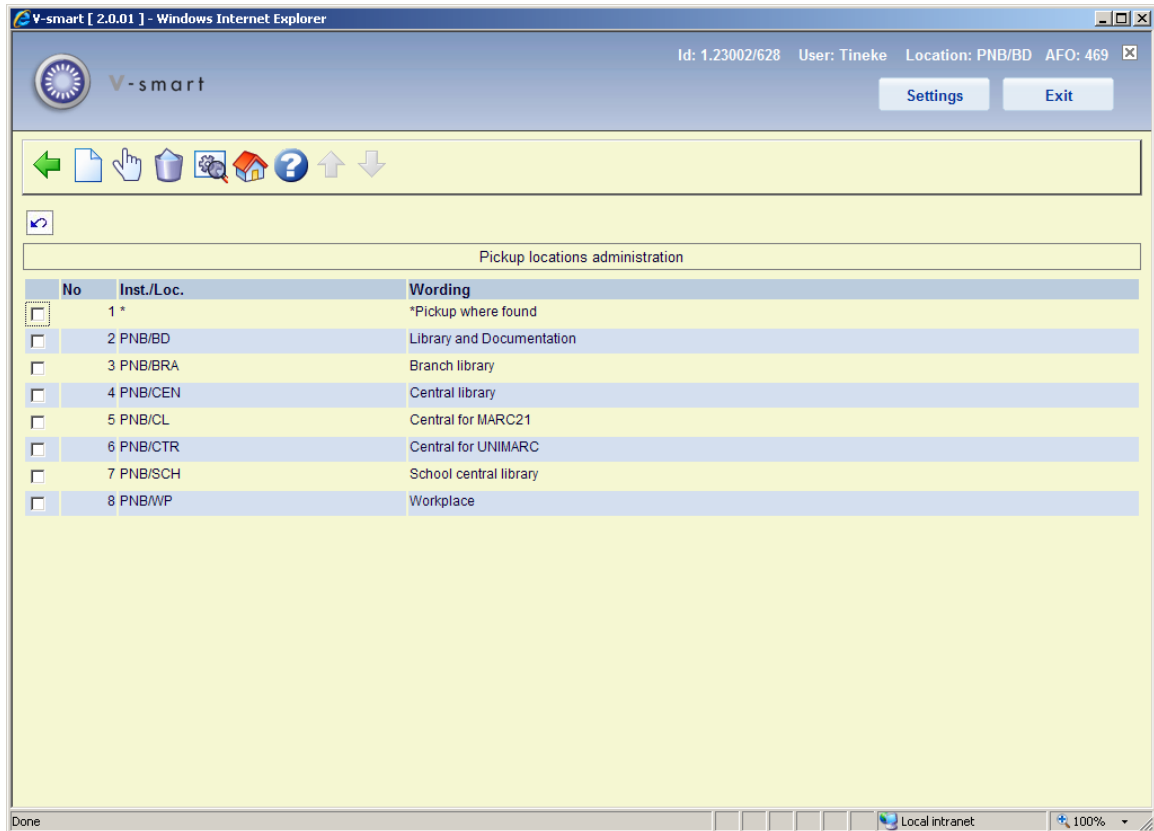 V-smart [ 2.0.01 ] - Windows Internet Explorer
Id: 1.23002/628 User: Tineke Location: PNB/BD AFO: 469
V-smart
Settings Exit
Pickup locations administration
No Inst./Loc. Wording
1 * *Pickup where found
2 PNB/BD Library and Documentation
3 PNB/BRA Branch library
4 PNB/CEN Central library
5 PNB/CL Central for MARC21
6 PNB/CTR Central for UNIMARC
7 PNB/SCH School central library
8 PNB/WP Workplace
Done Local intranet 100%